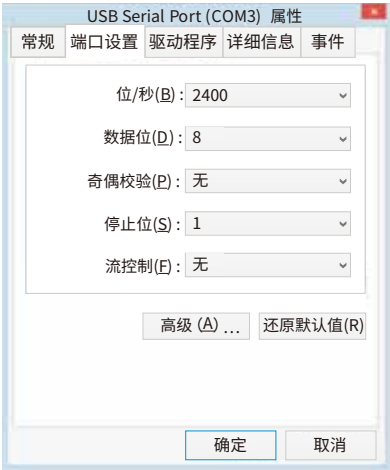 USB Serial Port (COM3) 属性
常规 端口设置 驱动程序 详细信息 事件
位/秒(B) : 2400
数据位(D) : 8
奇偶校验(P) : 无
停止位(S) : 1
流控制(F) : 无
高级 (A) ... 还原默认值(R)
确定 取消